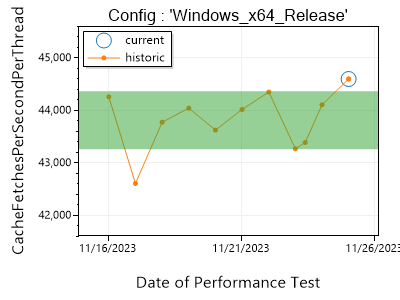 Config : 'Windows_x64_Release'
CacheFetchesPerSecondPerThread
current
historic
45,000
44,000
43,000
42,000
11/16/2023
11/21/2023
11/26/2023
Date of Performance Test